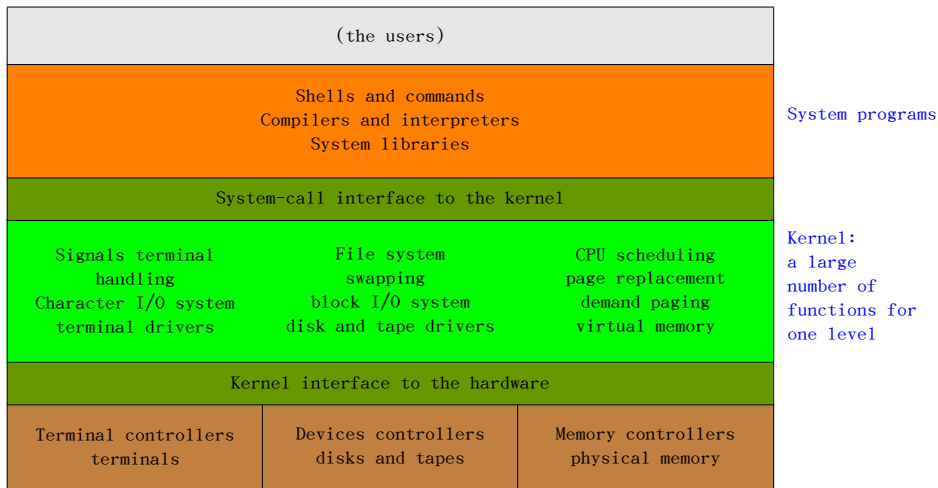 (the users)
Shells and commands
Compilers and interpreters
System libraries
System programs
System-call interface to the kernel
Signals terminal
handling
Character I/O system
terminal drivers
File system
swapping
block I/O system
disk and tape drivers
CPU scheduling
page replacement
demand paging
virtual memory
Kernel:
a large
number of
functions for
one level
Kernel interface to the hardware
Terminal controllers
terminals
Devices controllers
disks and tapes
Memory controllers
physical memory